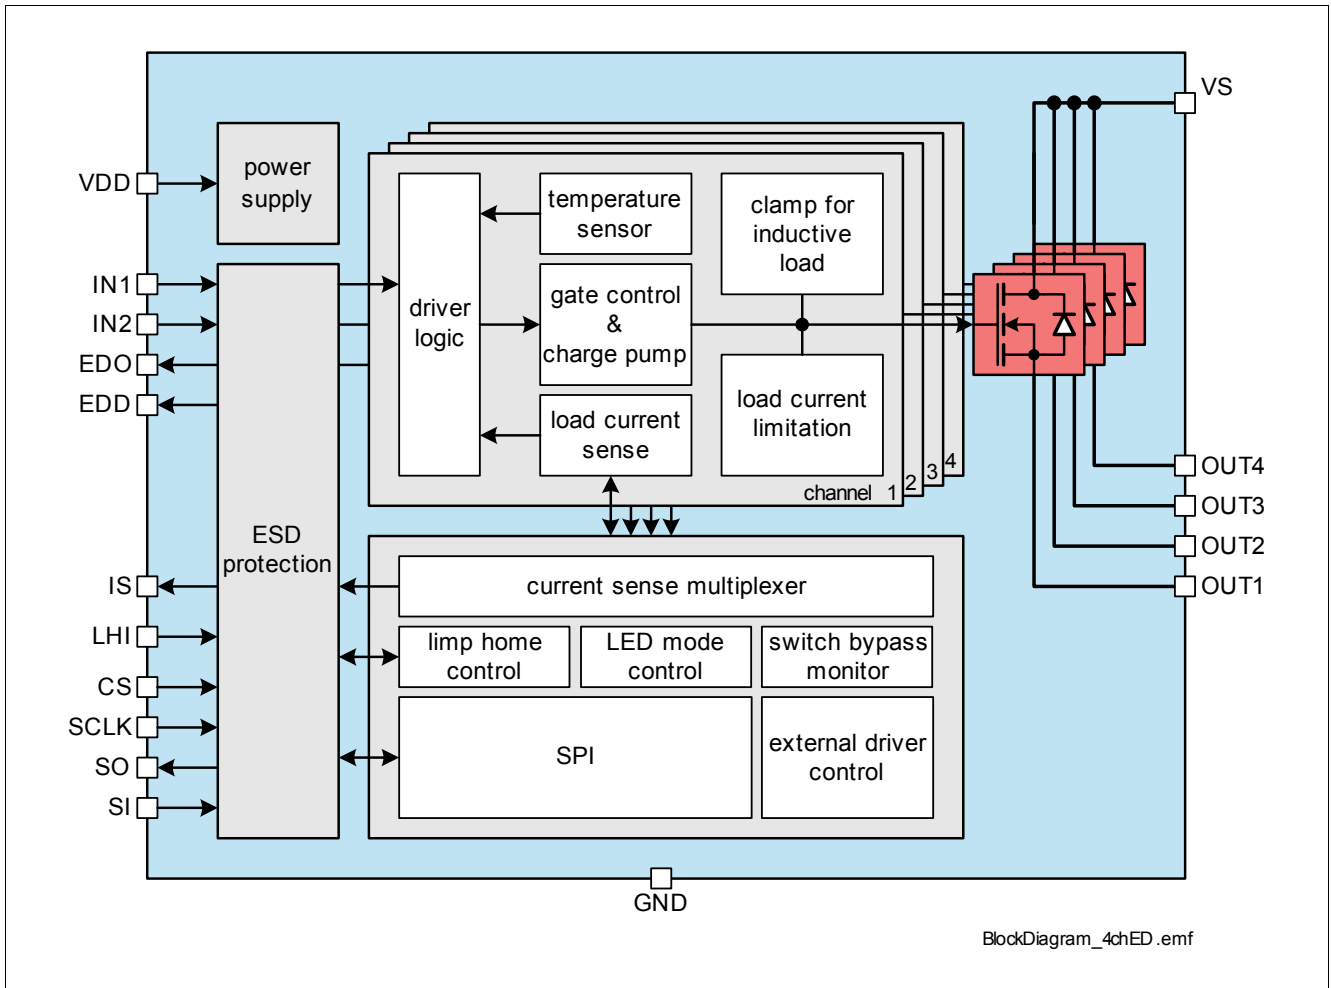 VS
VDD
power
supply
temperature
sensor
clamp for
inductive
load
IN1
IN2
EDO
EDD
driver
logic
gate control
&
charge pump
load current
sense
load current
limitation
channel 1
2
3
4
OUT4
OUT3
OUT2
OUT1
ESD
protection
IS
LHI
CS
SCLK
SO
SI
current sense multiplexer
limp home
control
LED mode
control
switch bypass
monitor
SPI
external driver
control
GND
BlockDiagram_4chED.emf